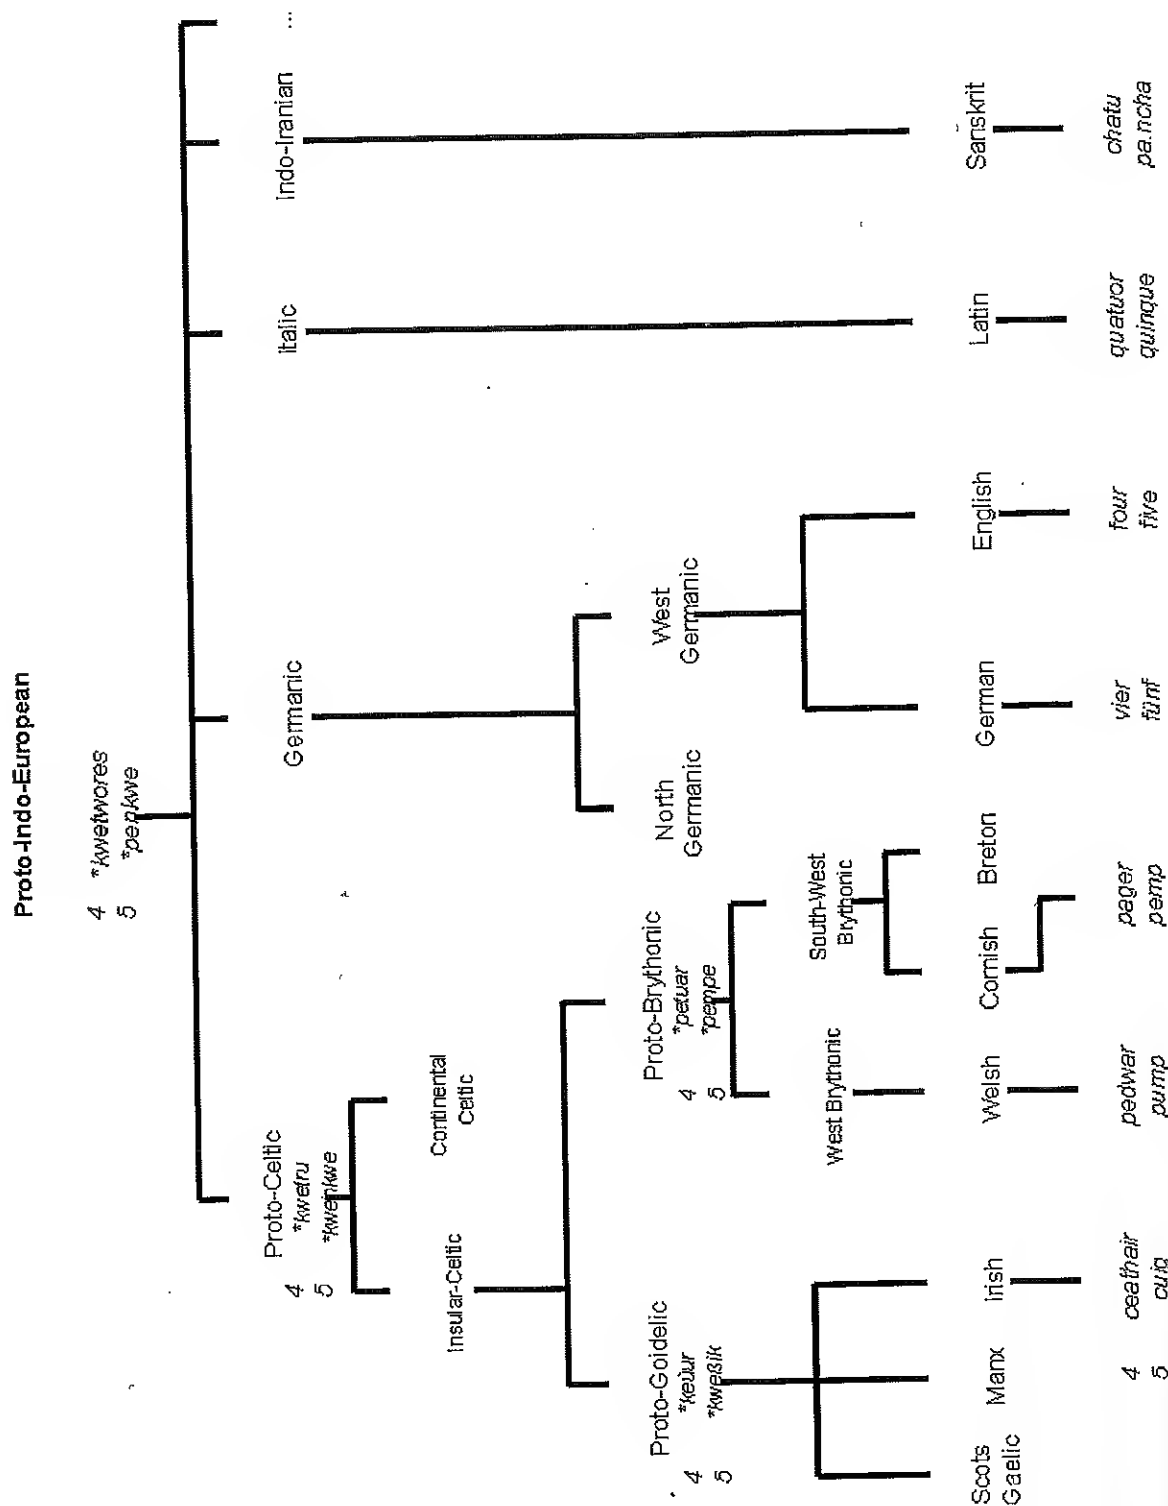 Proto-Indo-European
4 *kwetwores
5 *penkwe
Proto-Celtic
4 *kwetru
5 *kwenkwe
Germanic
Italic
Indo-Iranian
...
Insular-Celtic
Continental
Celtic
Proto-Goidelic
4
5 *kweßik
Proto-Brythonic
4 *petuar
5 *pempe
North
Germanic
West
Germanic
West Brythonic
South-West
Brythonic
Scots
Gaelic
Manx
Irish
Welsh
Cornish
Breton
German
English
Latin
Sanskrit
4 ceathair
5
pedwar
pump
pager
pemp
vier
fünf
four
five
quatuor
quinque
chatu
pa.ncha